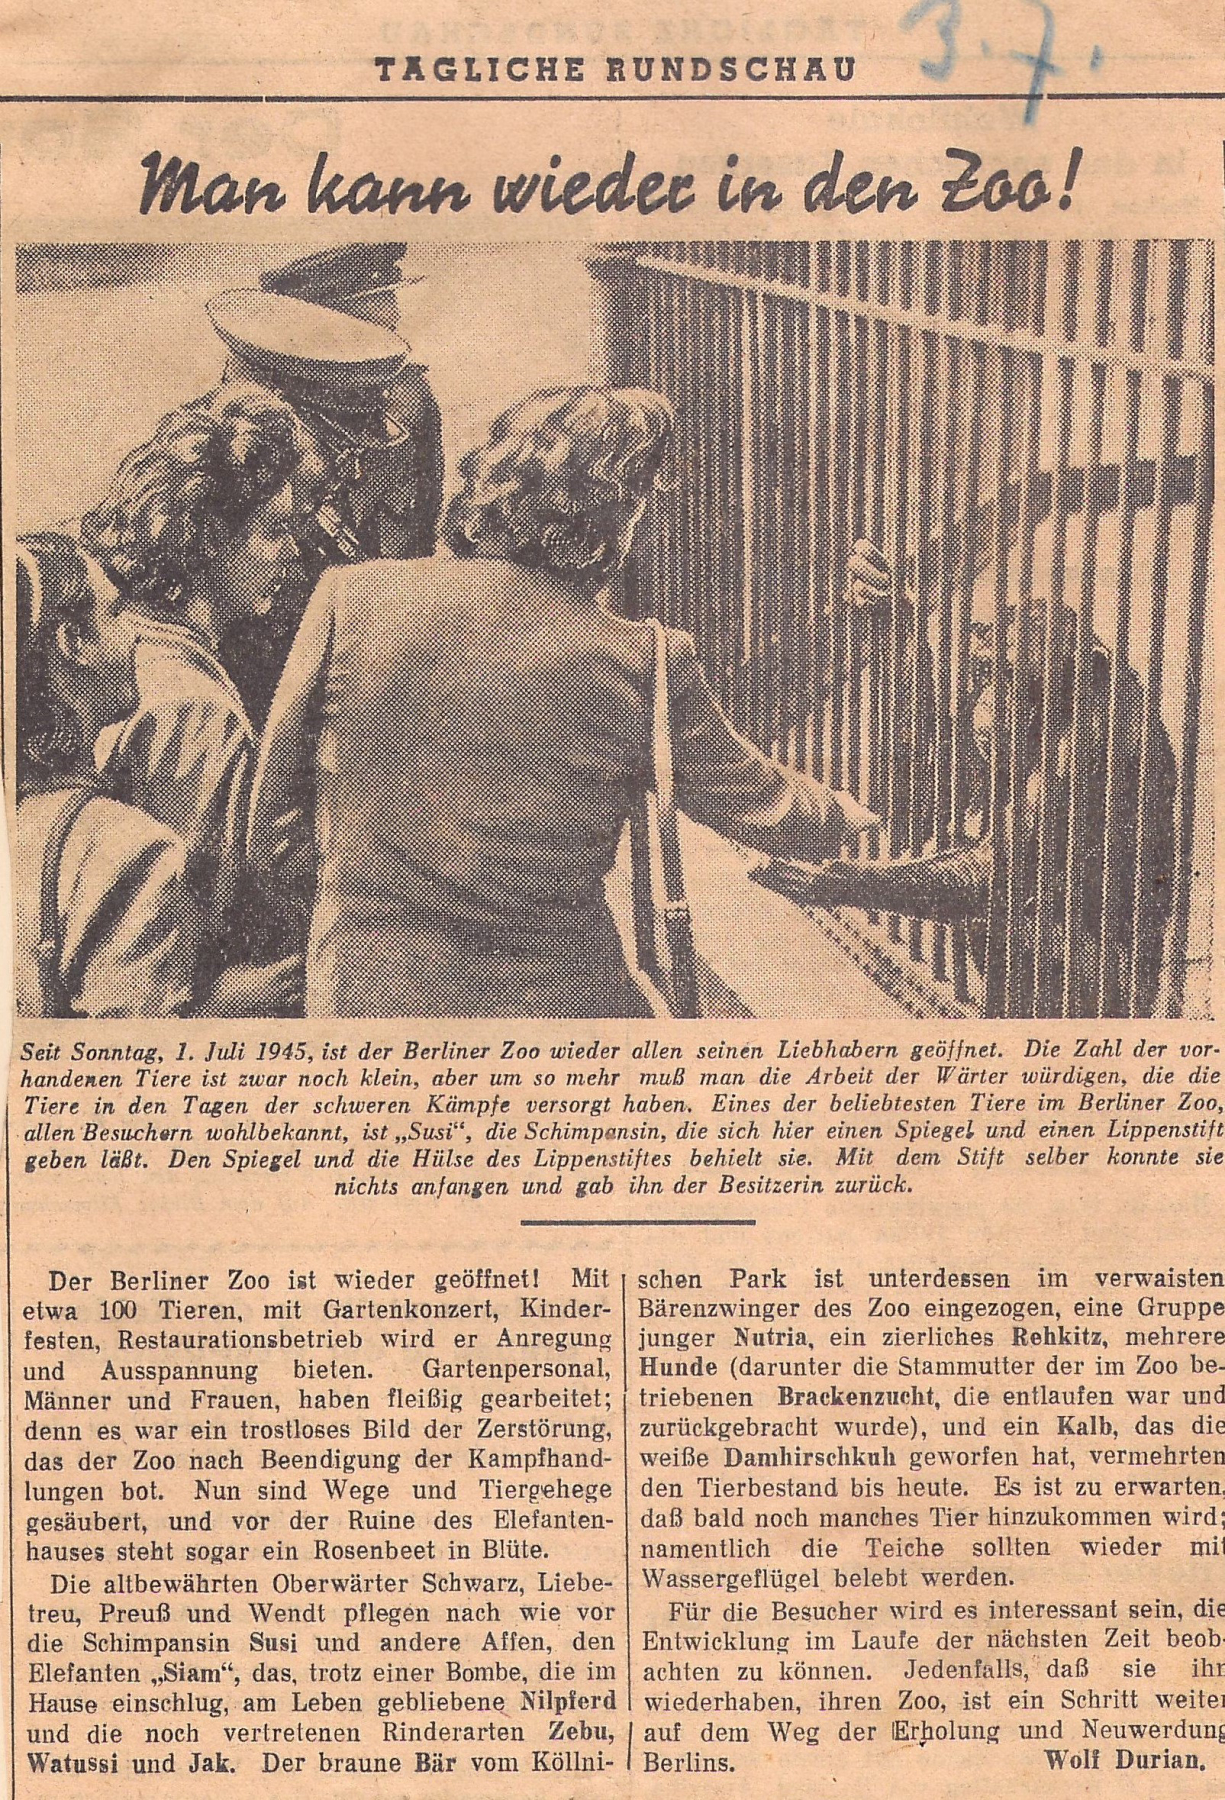 3.7.
TÄGLICHE RUNDSCHAU
Man kann wieder in den Zoo!
Seit Sonntag, 1. Juli 1945, ist der Berliner Zoo wieder allen seinen Liebhabern geöffnet. Die Zahl der vor-
handenen Tiere ist zwar noch klein, aber um so mehr muß man die Arbeit der Wärter würdigen, die die
Tiere in den Tagen der schweren Kämpfe versorgt haben. Eines der beliebtesten Tiere im Berliner Zoo,
allen Besuchern wohlbekannt, ist „Susi“, die Schimpansin, die sich hier einen Spiegel und einen Lippenstift
geben läßt. Den Spiegel und die Hülse des Lippenstiftes behielt sie. Mit dem Stift selber konnte sie
nichts anfangen und gab ihn der Besitzerin zurück.
Der Berliner Zoo ist wieder geöffnet! Mit
etwa 100 Tieren, mit Gartenkonzert, Kinder-
festen, Restaurationsbetrieb wird er Anregung
und Ausspannung bieten. Gartenpersonal,
Männer und Frauen, haben fleißig gearbeitet;
denn es war ein trostloses Bild der Zerstörung,
das der Zoo nach Beendigung der Kampfhand-
lungen bot. Nun sind Wege und Tiergehege
gesäubert, und vor der Ruine des Elefanten-
hauses steht sogar ein Rosenbeet in Blüte.
Die altbewährten Oberwärter Schwarz, Liebe-
treu, Preuß und Wendt pflegen nach wie vor
die Schimpansin Susi und andere Affen, den
Elefanten „Siam“, das, trotz einer Bombe, die im
Hause einschlug, am Leben gebliebene Nilpferd
und die noch vertretenen Rinderarten Zebu,
Watussi und Jak. Der braune Bär vom Köllni-
schen Park ist unterdessen im verwaisten
Bärenzwinger des Zoo eingezogen, eine Gruppe
junger Nutria, ein zierliches Rehkitz, mehrere
Hunde (darunter die Stammutter der im Zoo be-
triebenen Brackenzucht, die entlaufen war und
zurückgebracht wurde), und ein Kalb, das die
weiße Damhirschkuh geworfen hat, vermehrten
den Tierbestand bis heute. Es ist zu erwarten,
daß bald noch manches Tier hinzukommen wird;
namentlich die Teiche sollten wieder mit
Wassergeflügel belebt werden.
Für die Besucher wird es interessant sein, die
Entwicklung im Laufe der nächsten Zeit beob-
achten zu können. Jedenfalls, daß sie ihn
wiederhaben, ihren Zoo, ist ein Schritt weiter
auf dem Weg der Erholung und Neuwerdung
Berlins. Wolf Durian.